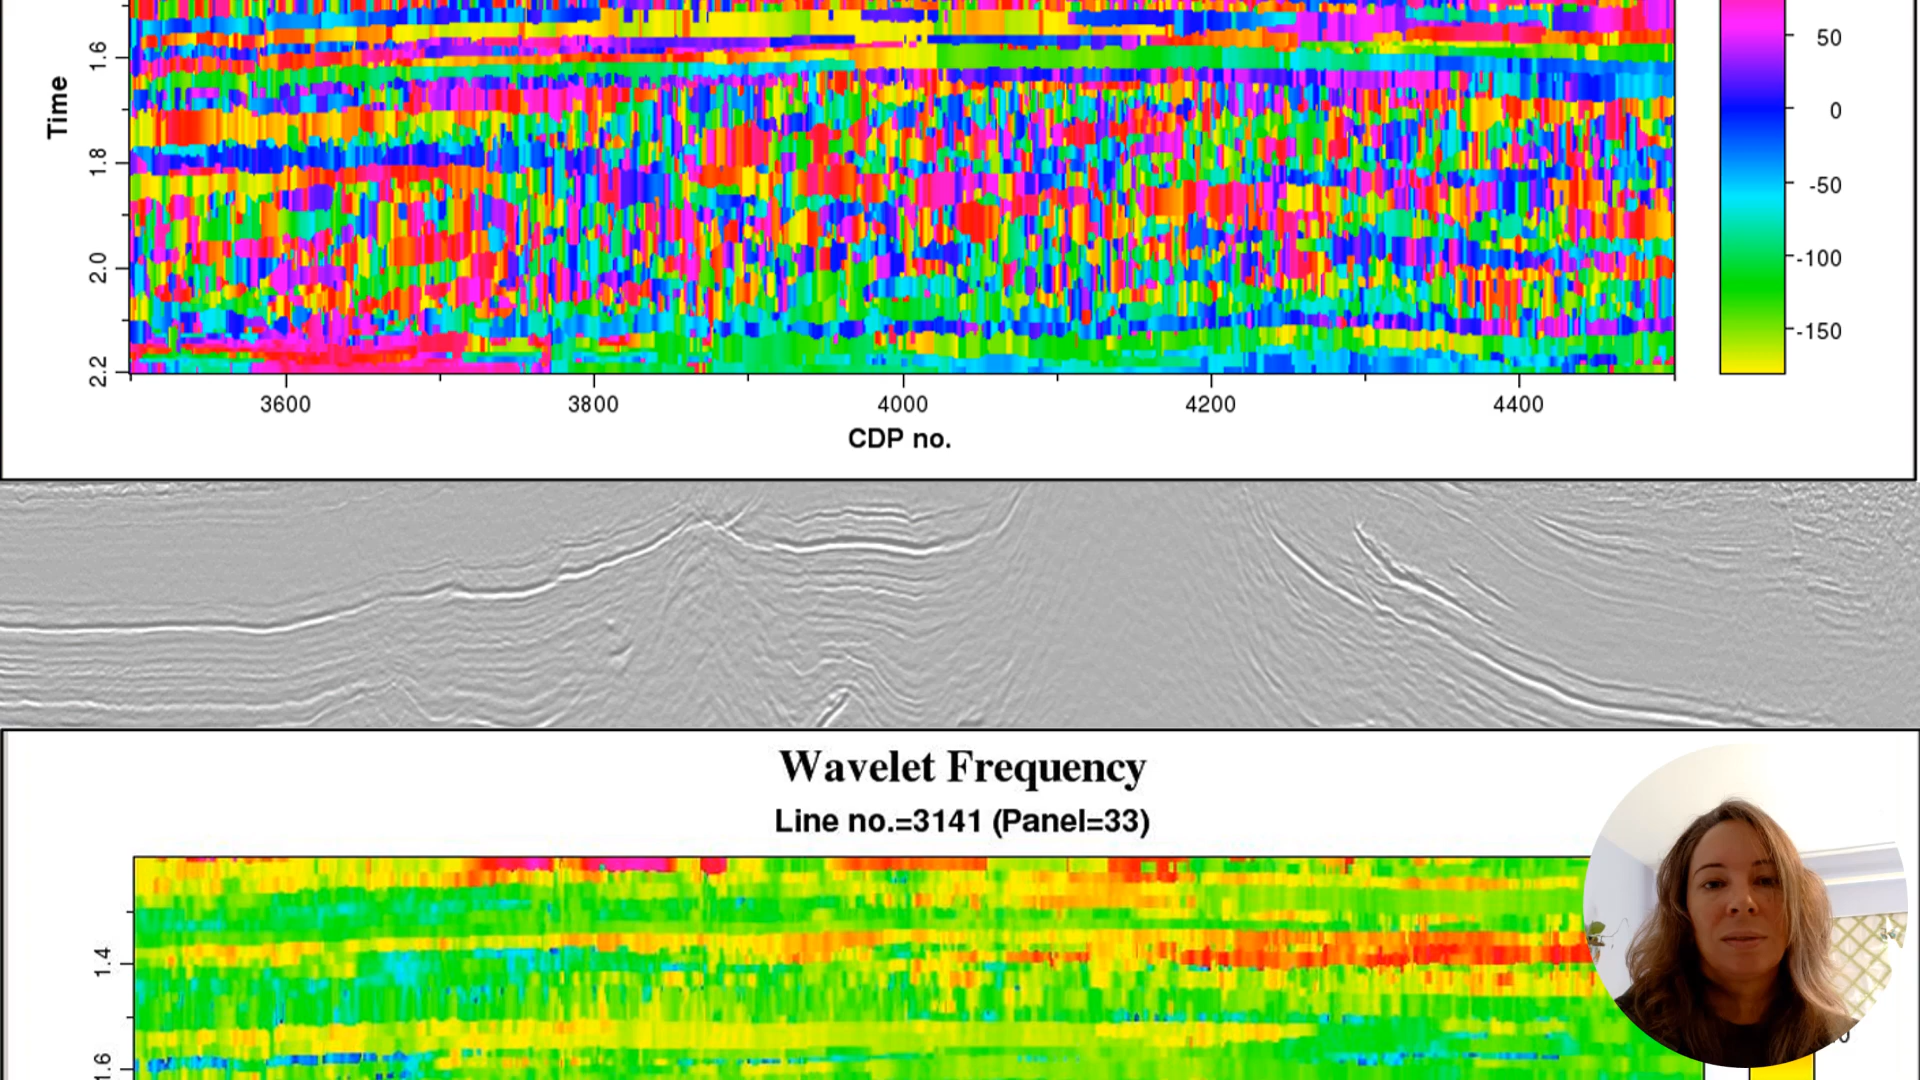 50
0
-50
-100
-150
Time
1.6
1.8
2.0
2.2
3600 3800 4000 4200 4400
CDP no.
Wavelet Frequency
Line no.=3141 (Panel=33)
1.4
1.6